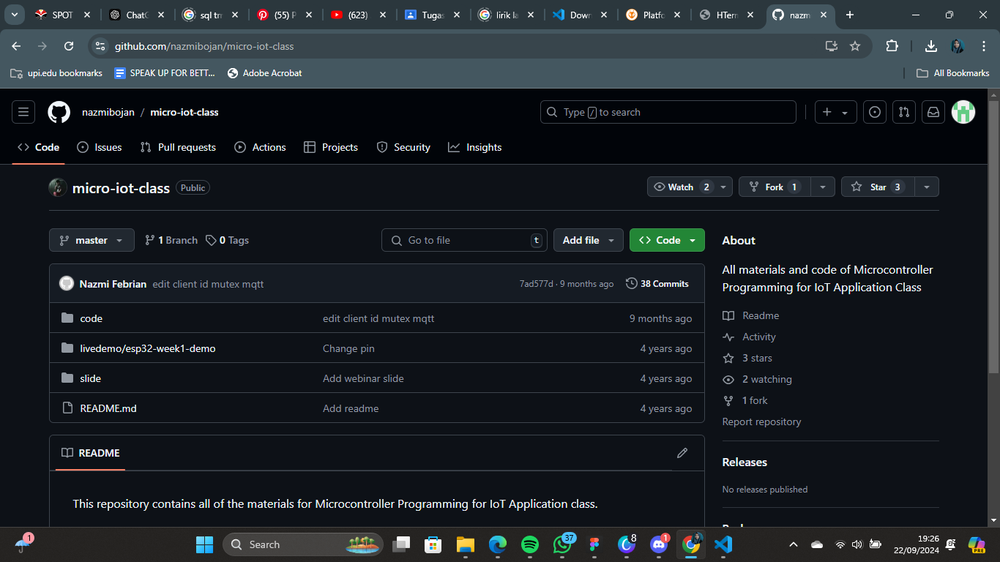 SPOT
ChatG
sql tr
(55) P
(623)
Tugas
lirik la
Down
Platfo
HTern
nazm
github.com/nazmibojan/micro-iot-class
upi.edu bookmarks
SPEAK UP FOR BETT...
Adobe Acrobat
All Bookmarks
nazmibojan / micro-iot-class
Type / to search
Code
Issues
Pull requests
Actions
Projects
Security
Insights
micro-iot-class Public
Watch 2
Fork 1
Star 3
master
1 Branch
0 Tags
Go to file t
Add file
Code
Nazmi Febrian edit client id mutex mqtt 7ad577d · 9 months ago 38 Commits
code edit client id mutex mqtt 9 months ago
livedemo/esp32-week1-demo Change pin 4 years ago
slide Add webinar slide 4 years ago
README.md Add readme 4 years ago
README
This repository contains all of the materials for Microcontroller Programming for IoT Application class.
About
All materials and code of Microcontroller
Programming for IoT Application Class
Readme
Activity
3 stars
2 watching
1 fork
Report repository
Releases
No releases published
1
Search
37
8
1
19:26
22/09/2024
PRE